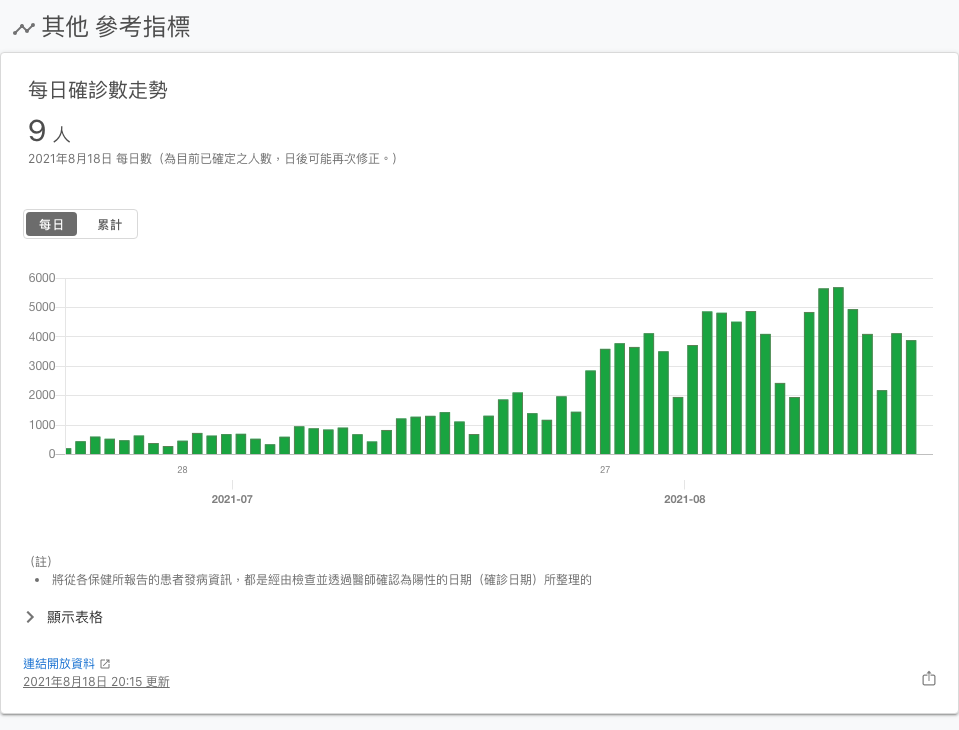 其他 參考指標
每日確診數走勢
9 人
2021年8月18日 每日數（為目前已確定之人數，日後可能再次修正。）
每日 累計
6000
5000
4000
3000
2000
1000
0
28 27
2021-07 2021-08
（註）
• 將從各保健所報告的患者發病資訊，都是經由檢查並透過醫師確認為陽性的日期（確診日期）所整理的
顯示表格
連結開放資料
2021年8月18日 20:15 更新